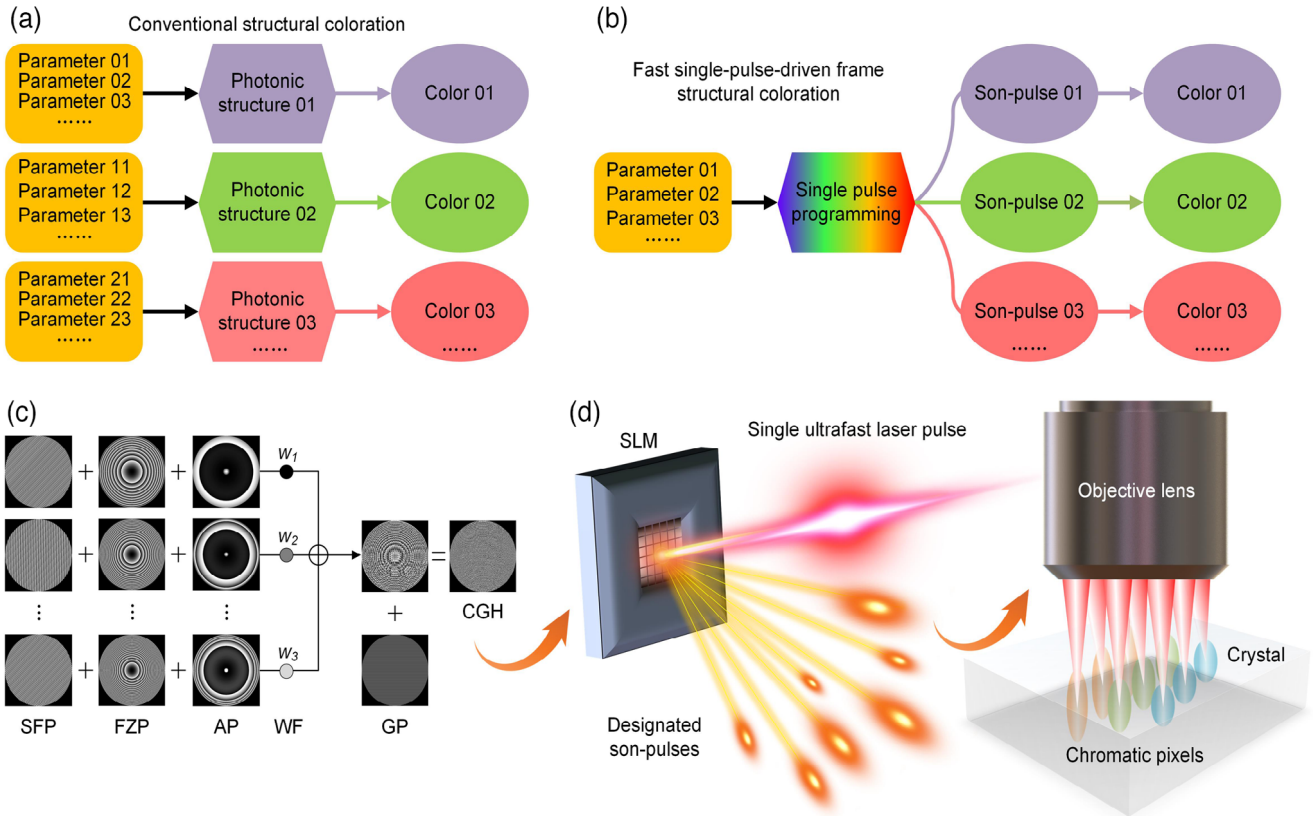 (a)
Conventional structural coloration
Parameter 01
Parameter 02
Parameter 03
......
Photonic
structure 01
Color 01
Parameter 11
Parameter 12
Parameter 13
......
Photonic
structure 02
Color 02
Parameter 21
Parameter 22
Parameter 23
......
Photonic
structure 03
......
Color 03
......
(b)
Fast single-pulse-driven frame
structural coloration
Parameter 01
Parameter 02
Parameter 03
......
Single pulse
programming
Son-pulse 01
Color 01
Son-pulse 02
Color 02
Son-pulse 03
......
Color 03
......
(c)
+
+
w1
+
+
w2
=
⋮
⋮
⋮
+
CGH
+
+
w3
SFP
FZP
AP
WF
GP
(d)
SLM
Single ultrafast laser pulse
Objective lens
Designated
son-pulses
Crystal
Chromatic pixels